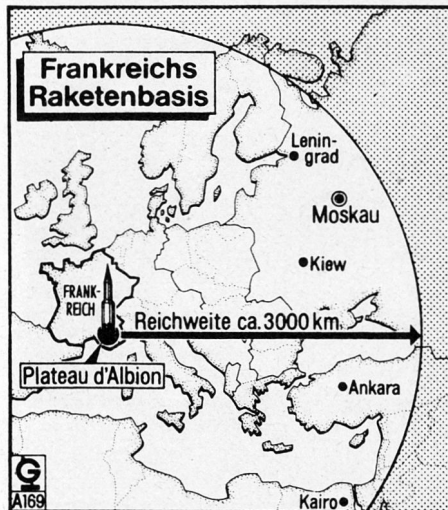 Frankreichs
Raketenbasis
Lenin-
grad
Moskau
Kiew
FRANK-
REICH
Reichweite ca. 3000 km.
Plateau d'Albion
Ankara
G
A169
Kairo